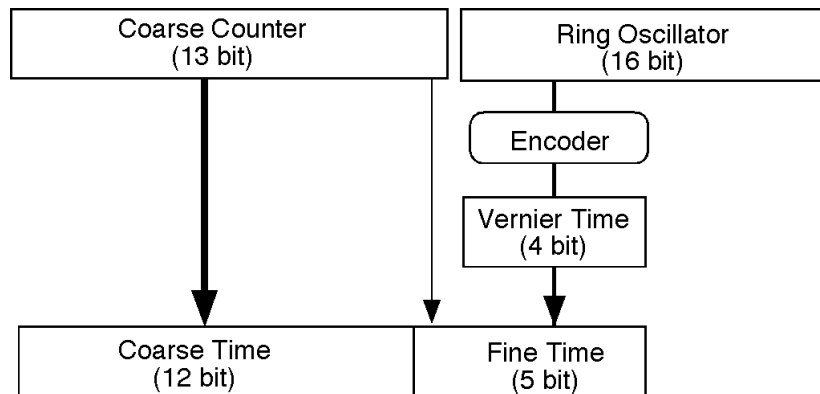 Coarse Counter
(13 bit)
Ring Oscillator
(16 bit)
Encoder
Vernier Time
(4 bit)
Coarse Time
(12 bit)
Fine Time
(5 bit)